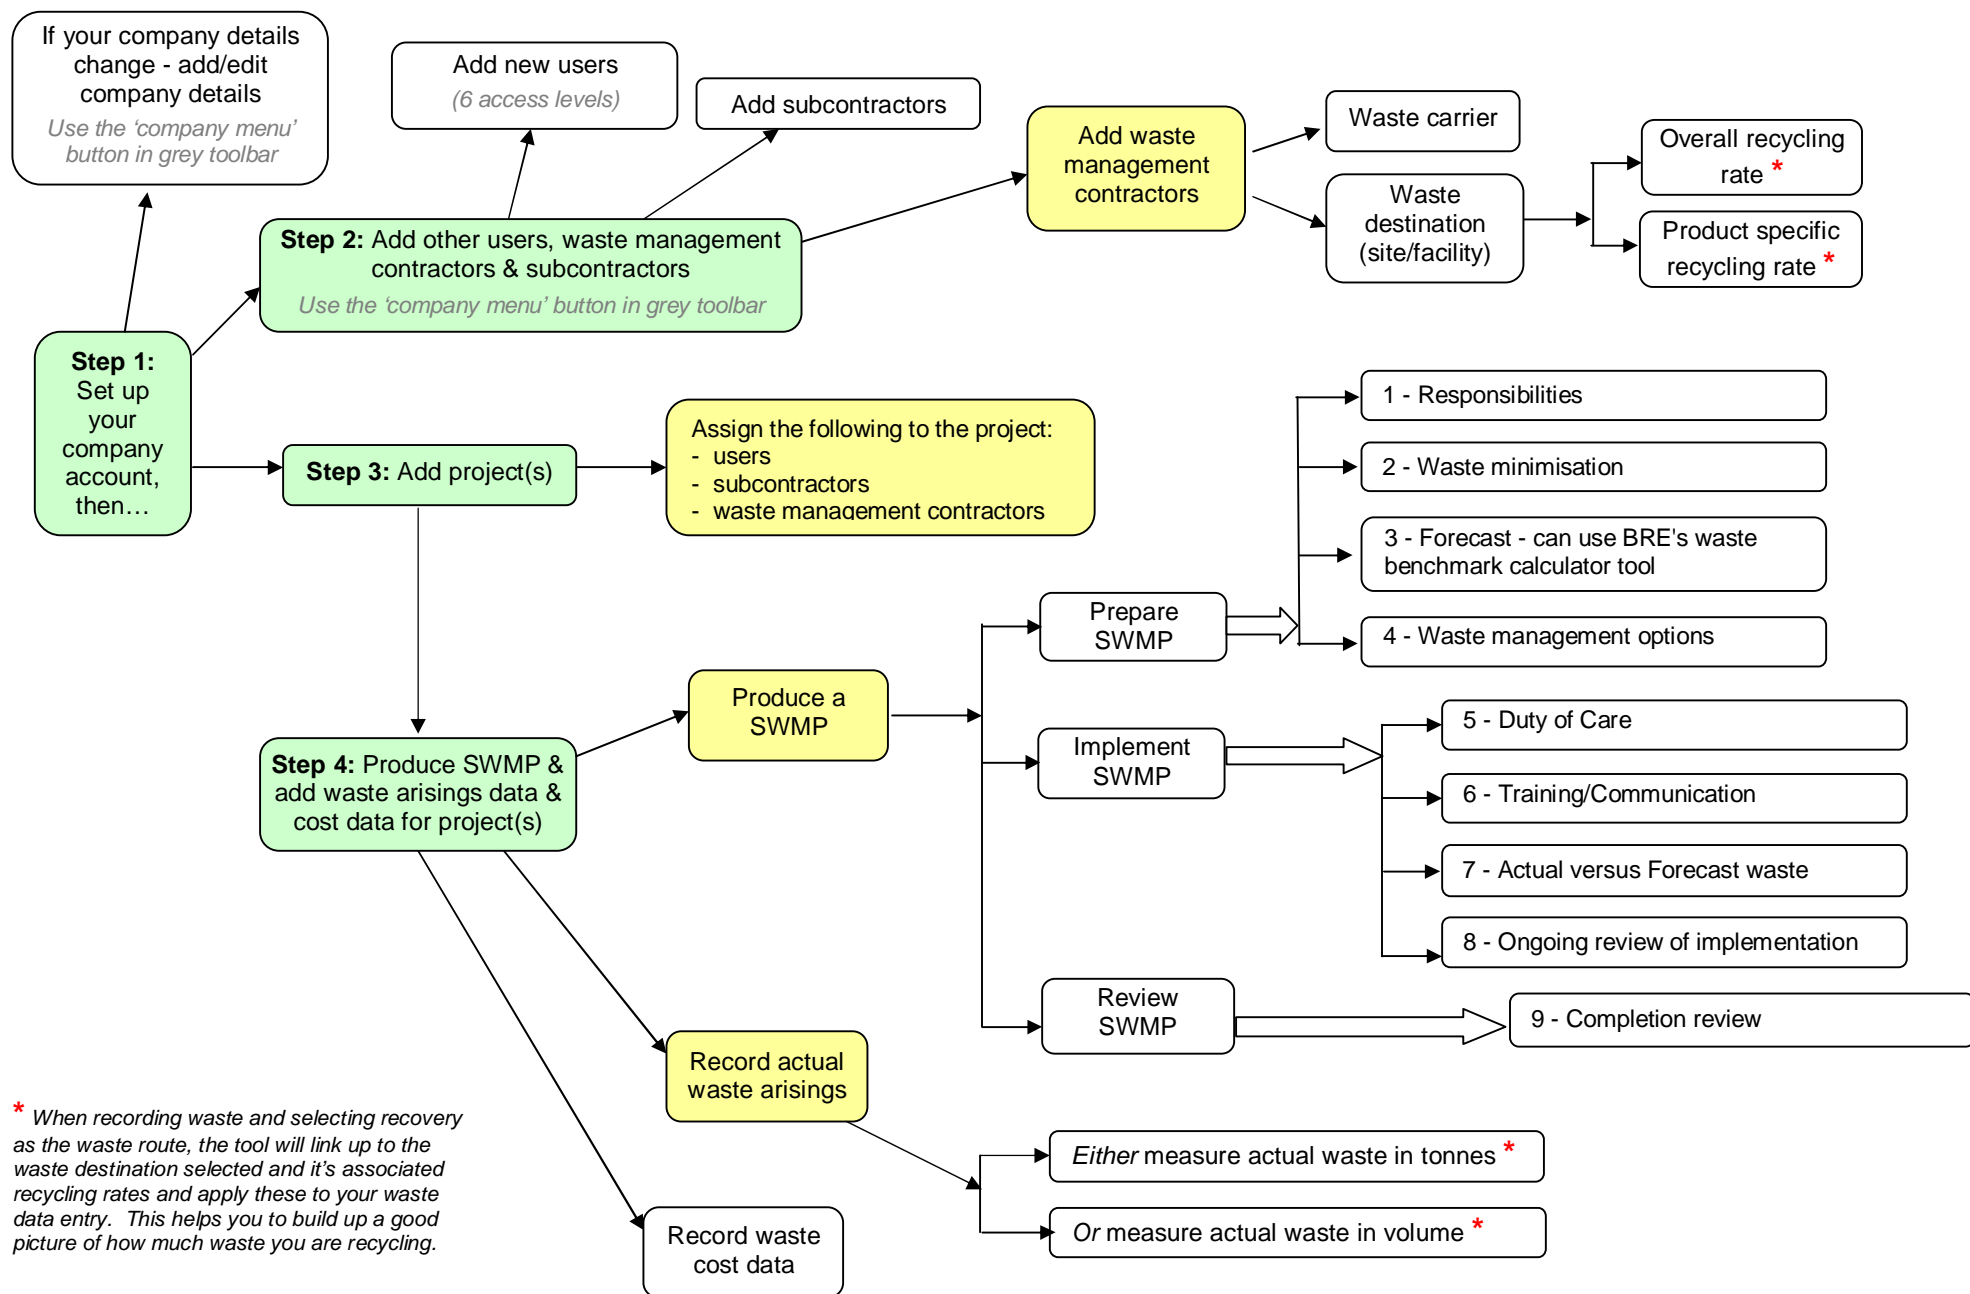 If your company details
change - add/edit
company details
Use the ‘company menu’
button in grey toolbar
Add new users
(6 access levels)
Add subcontractors
Add waste
management
contractors
Waste carrier
Waste
destination
(site/facility)
Overall recycling
rate *
Product specific
recycling rate *
Step 2: Add other users, waste management
contractors & subcontractors
Use the ‘company menu’ button in grey toolbar
Step 1:
Set up
your
company
account,
then…
Step 3: Add project(s)
Assign the following to the project:
- users
- subcontractors
- waste management contractors
1 - Responsibilities
2 - Waste minimisation
3 - Forecast - can use BRE's waste
benchmark calculator tool
4 - Waste management options
Prepare
SWMP
Produce a
SWMP
Implement
SWMP
5 - Duty of Care
6 - Training/Communication
7 - Actual versus Forecast waste
8 - Ongoing review of implementation
Step 4: Produce SWMP &
add waste arisings data &
cost data for project(s)
Review
SWMP
9 - Completion review
Record actual
waste arisings
Either measure actual waste in tonnes *
Or measure actual waste in volume *
Record waste
cost data
* When recording waste and selecting recovery
as the waste route, the tool will link up to the
waste destination selected and it’s associated
recycling rates and apply these to your waste
data entry.  This helps you to build up a good
picture of how much waste you are recycling.